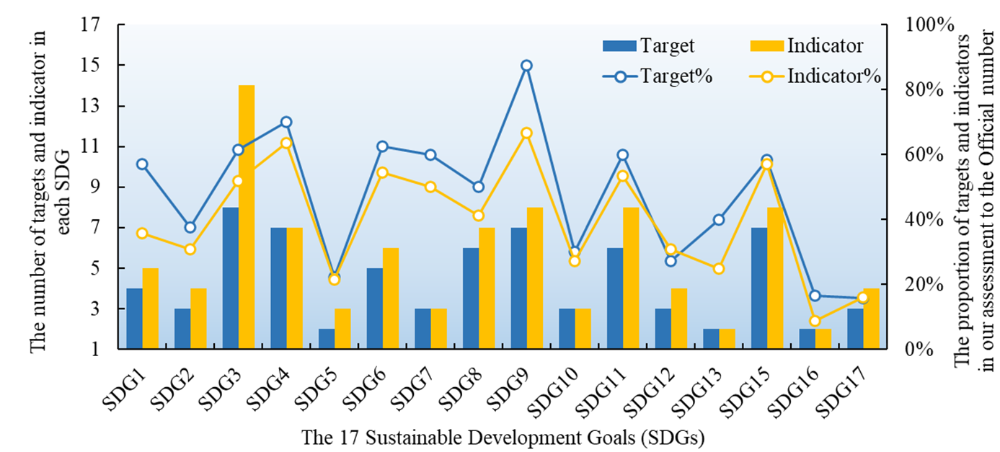 The number of targets and indicator in
each SDG
17
15
13
11
9
7
5
3
1
Target
Indicator
Target%
Indicator%
100%
80%
60%
40%
20%
0%
The proportion of targets and indicators
in our assessment to the Official number
SDG1
SDG2
SDG3
SDG4
SDG5
SDG6
SDG7
SDG8
SDG9
SDG10
SDG11
SDG12
SDG13
SDG15
SDG16
SDG17
The 17 Sustainable Development Goals (SDGs)